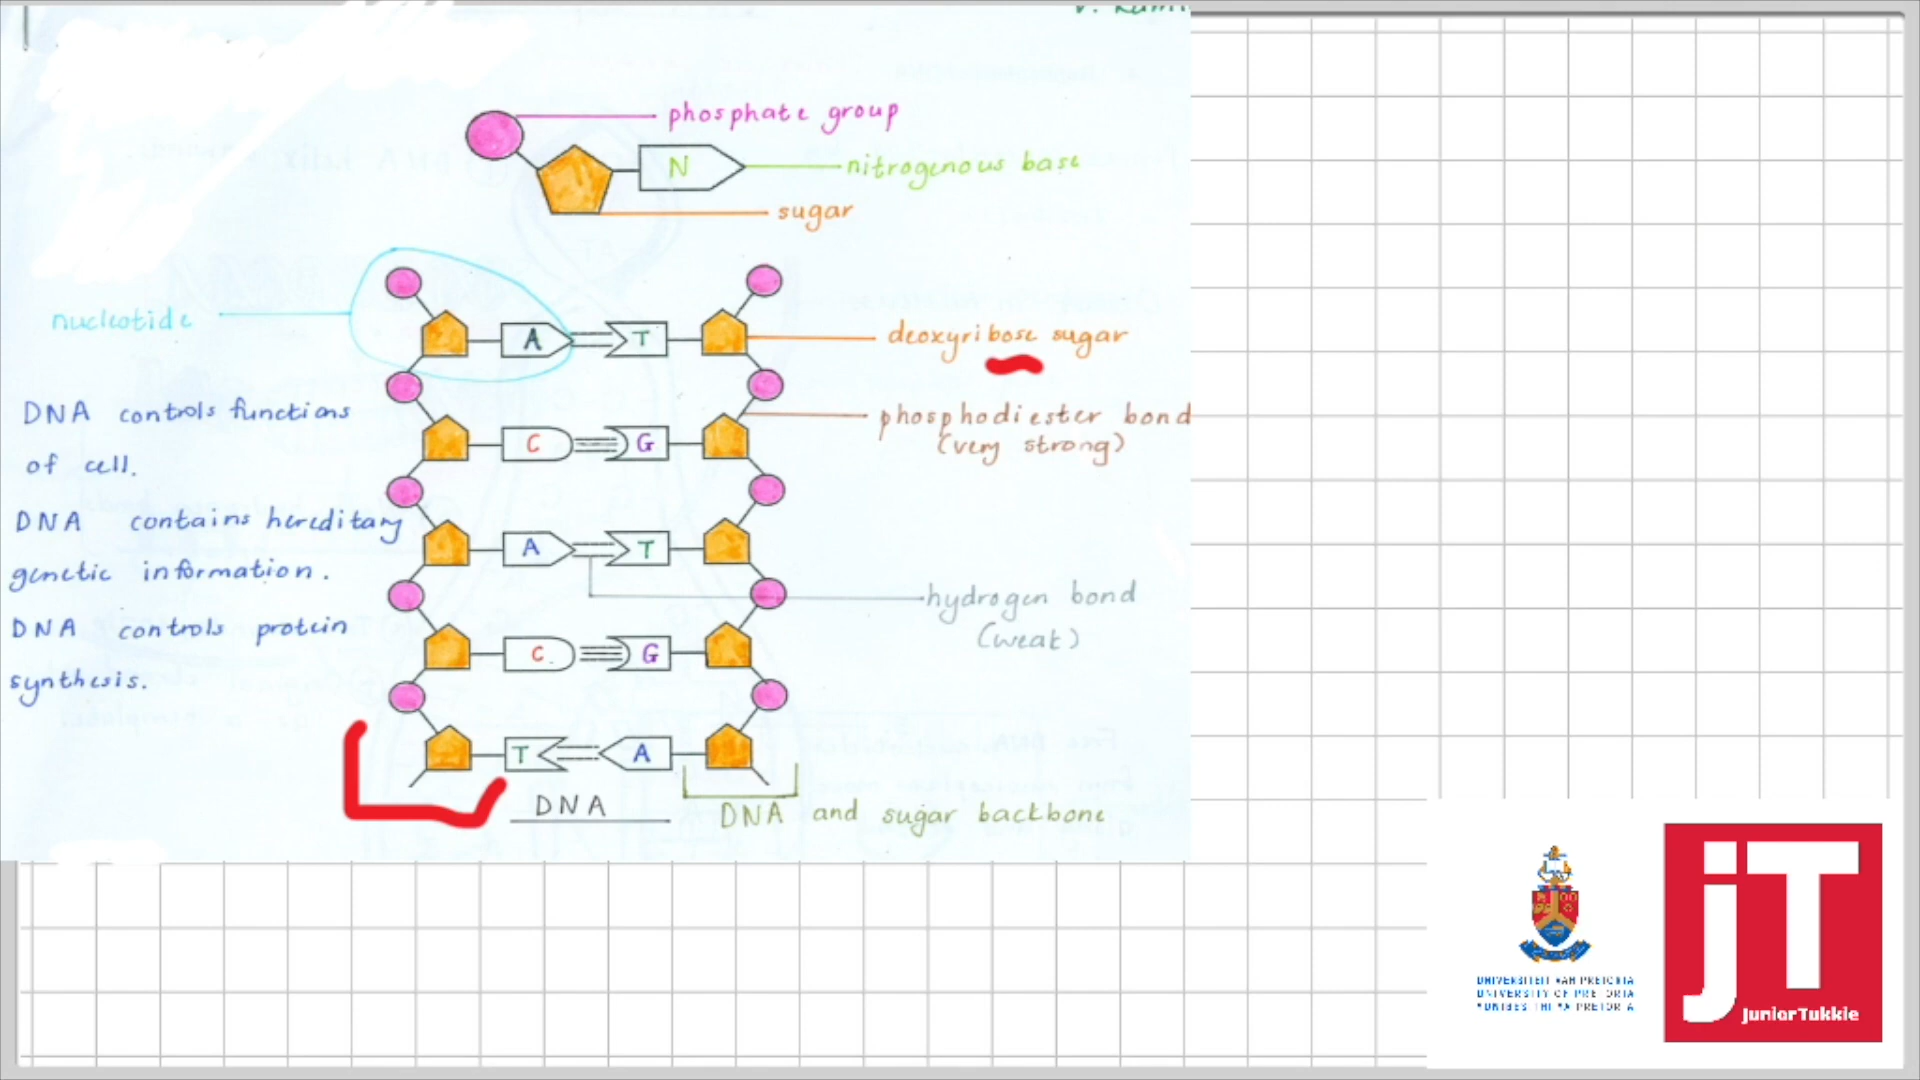 phosphate group
N
nitrogenous base
sugar
nucleotide
A T
deoxyribose sugar
DNA controls functions
of cell.
phosphodiester bond
(very strong)
C G
DNA contains hereditary
genetic information.
A T
hydrogen bond
(weak)
DNA controls protein
synthesis.
C. G
T A
DNA
DNA and sugar backbone
UNIVERSITEIT VAN PRETORIA
UNIVERSITY OF PRETORIA
YUNIBESITHI YA PRETORIA
jT
JuniorTukkie